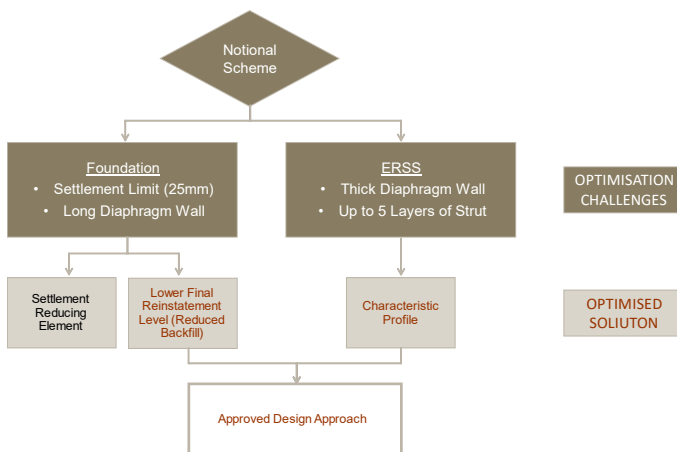 Notional
Scheme
Foundation
• Settlement Limit (25mm)
• Long Diaphragm Wall
ERSS
• Thick Diaphragm Wall
• Up to 5 Layers of Strut
OPTIMISATION
CHALLENGES
Settlement
Reducing
Element
Lower Final
Reinstatement
Level (Reduced
Backfill)
Characteristic
Profile
OPTIMISED
SOLIUTON
Approved Design Approach